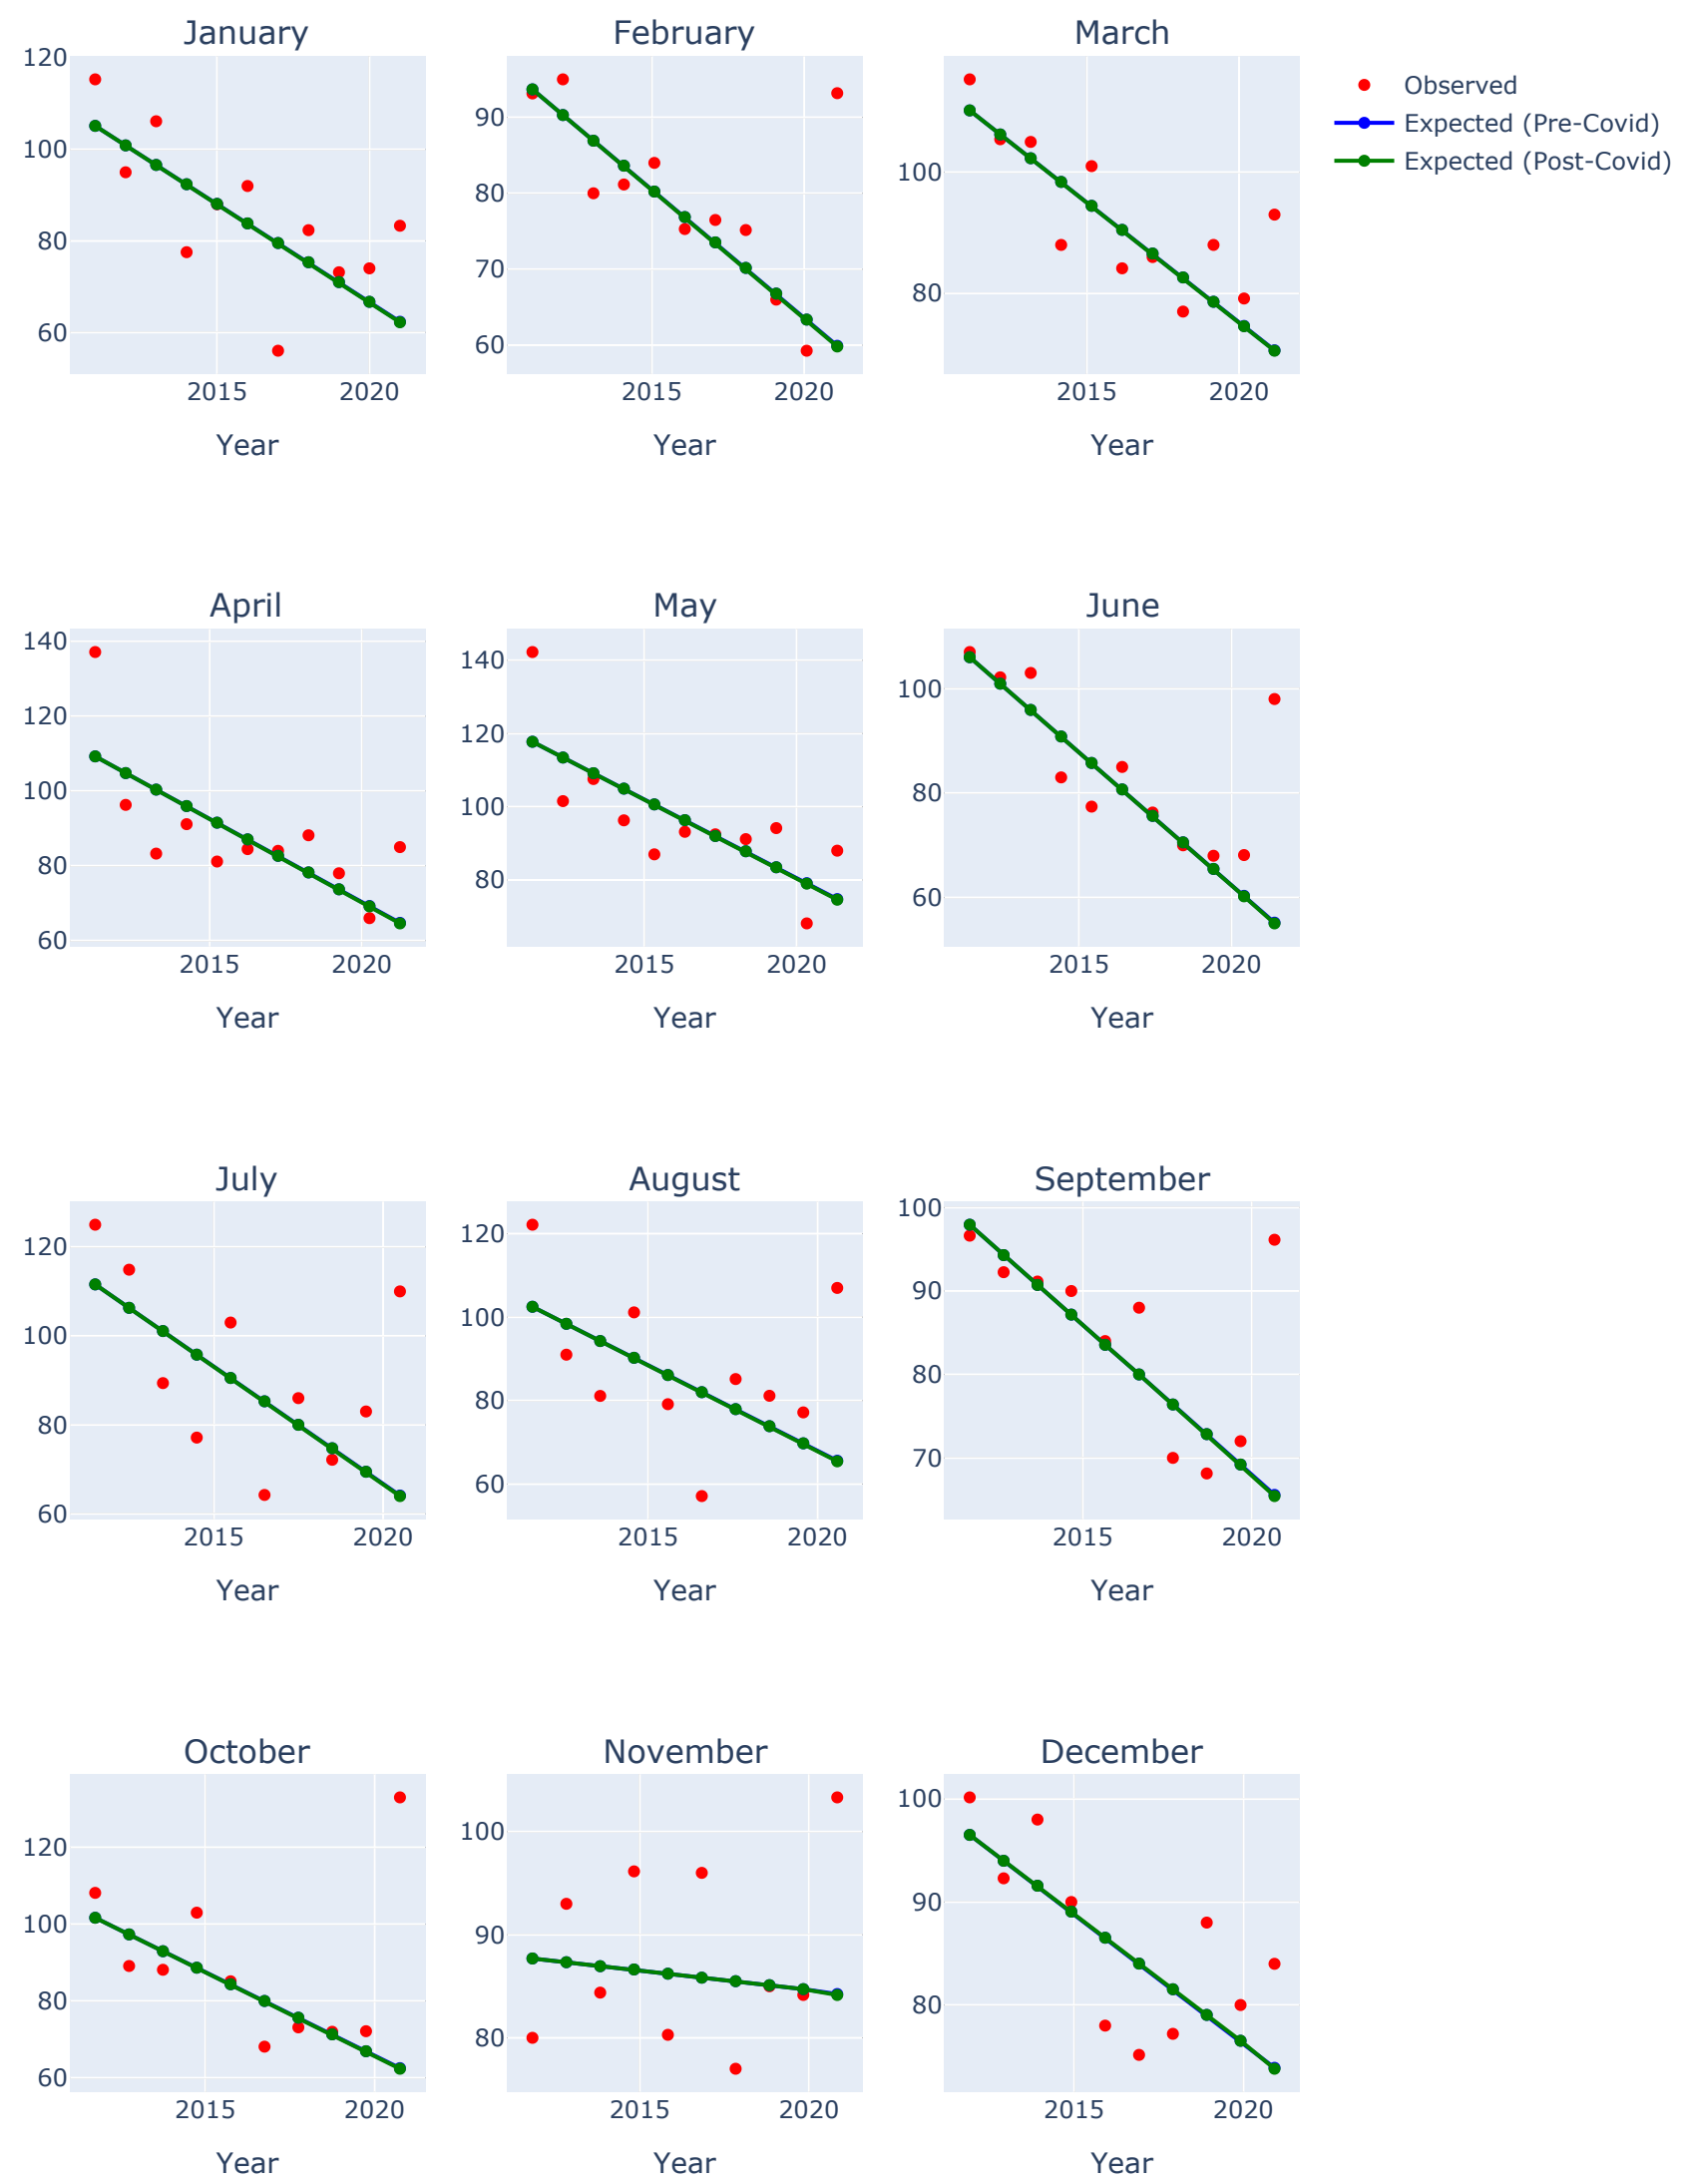 January
February
March
120
100
80
60
2015
2020
Year
90
80
70
60
2015
2020
Year
100
80
2015
2020
Year
Observed
Expected (Pre-Covid)
Expected (Post-Covid)
April
May
June
140
120
100
80
60
2015
2020
Year
140
120
100
80
2015
2020
Year
100
80
60
2015
2020
Year
July
August
September
120
100
80
60
2015
2020
Year
120
100
80
60
2015
2020
Year
100
90
80
70
2015
2020
Year
October
November
December
120
100
80
60
2015
2020
Year
100
90
80
2015
2020
Year
100
90
80
2015
2020
Year